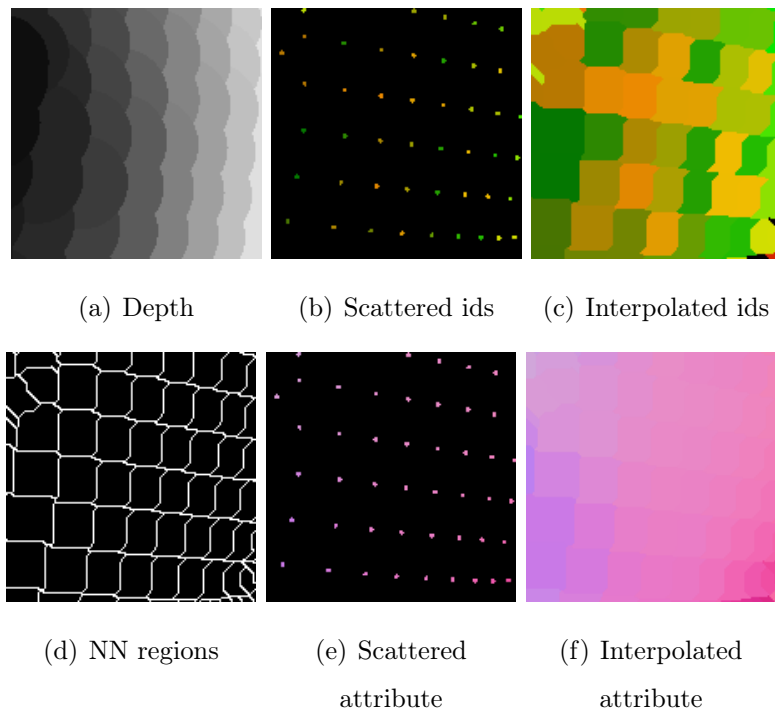 (a) Depth
(b) Scattered ids
(c) Interpolated ids
(d) NN regions
(e) Scattered
attribute
(f) Interpolated
attribute